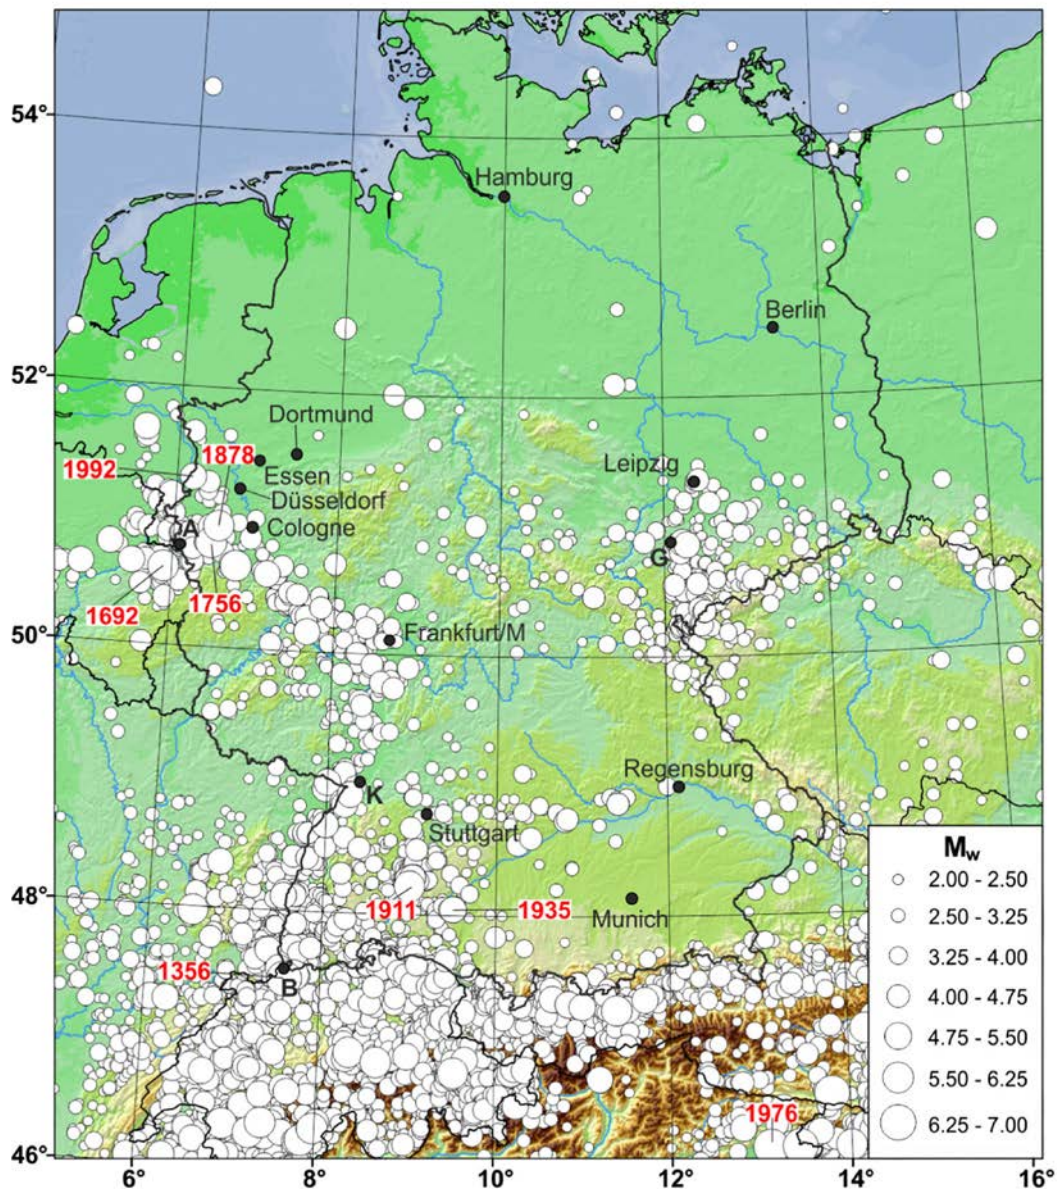 54°
Hamburg
Berlin
52°
Dortmund
1878
1992
Essen
Leipzig
Düsseldorf
A
Cologne
G
1692
1756
50°
Frankfurt/M
Regensburg
K
Stuttgart
48°
1911
1935
Munich
1356
B
1976
46°
6°
8°
10°
12°
14°
16°
Mw
2.00 - 2.50
2.50 - 3.25
3.25 - 4.00
4.00 - 4.75
4.75 - 5.50
5.50 - 6.25
6.25 - 7.00